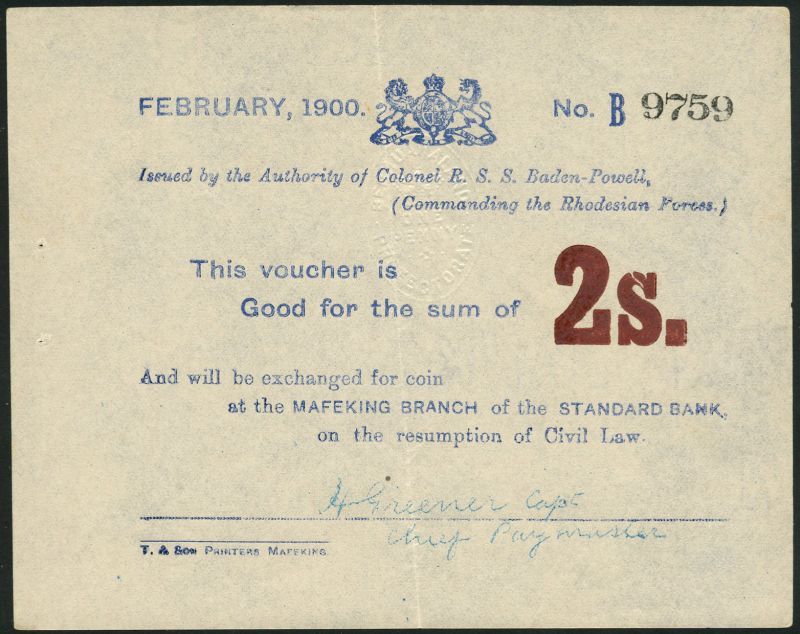 FEBRUARY, 1900. No. B 9759
Issued by the Authority of Colonel R. S. S. Baden-Powell,
(Commanding the Rhodesian Forces.)
This voucher is
Good for the sum of 2s.
And will be exchanged for coin
at the MAFEKING BRANCH of the STANDARD BANK,
on the resumption of Civil Law.
H Greener Capt
Chief Paymaster
T. & Son PRINTERS MAFEKING.